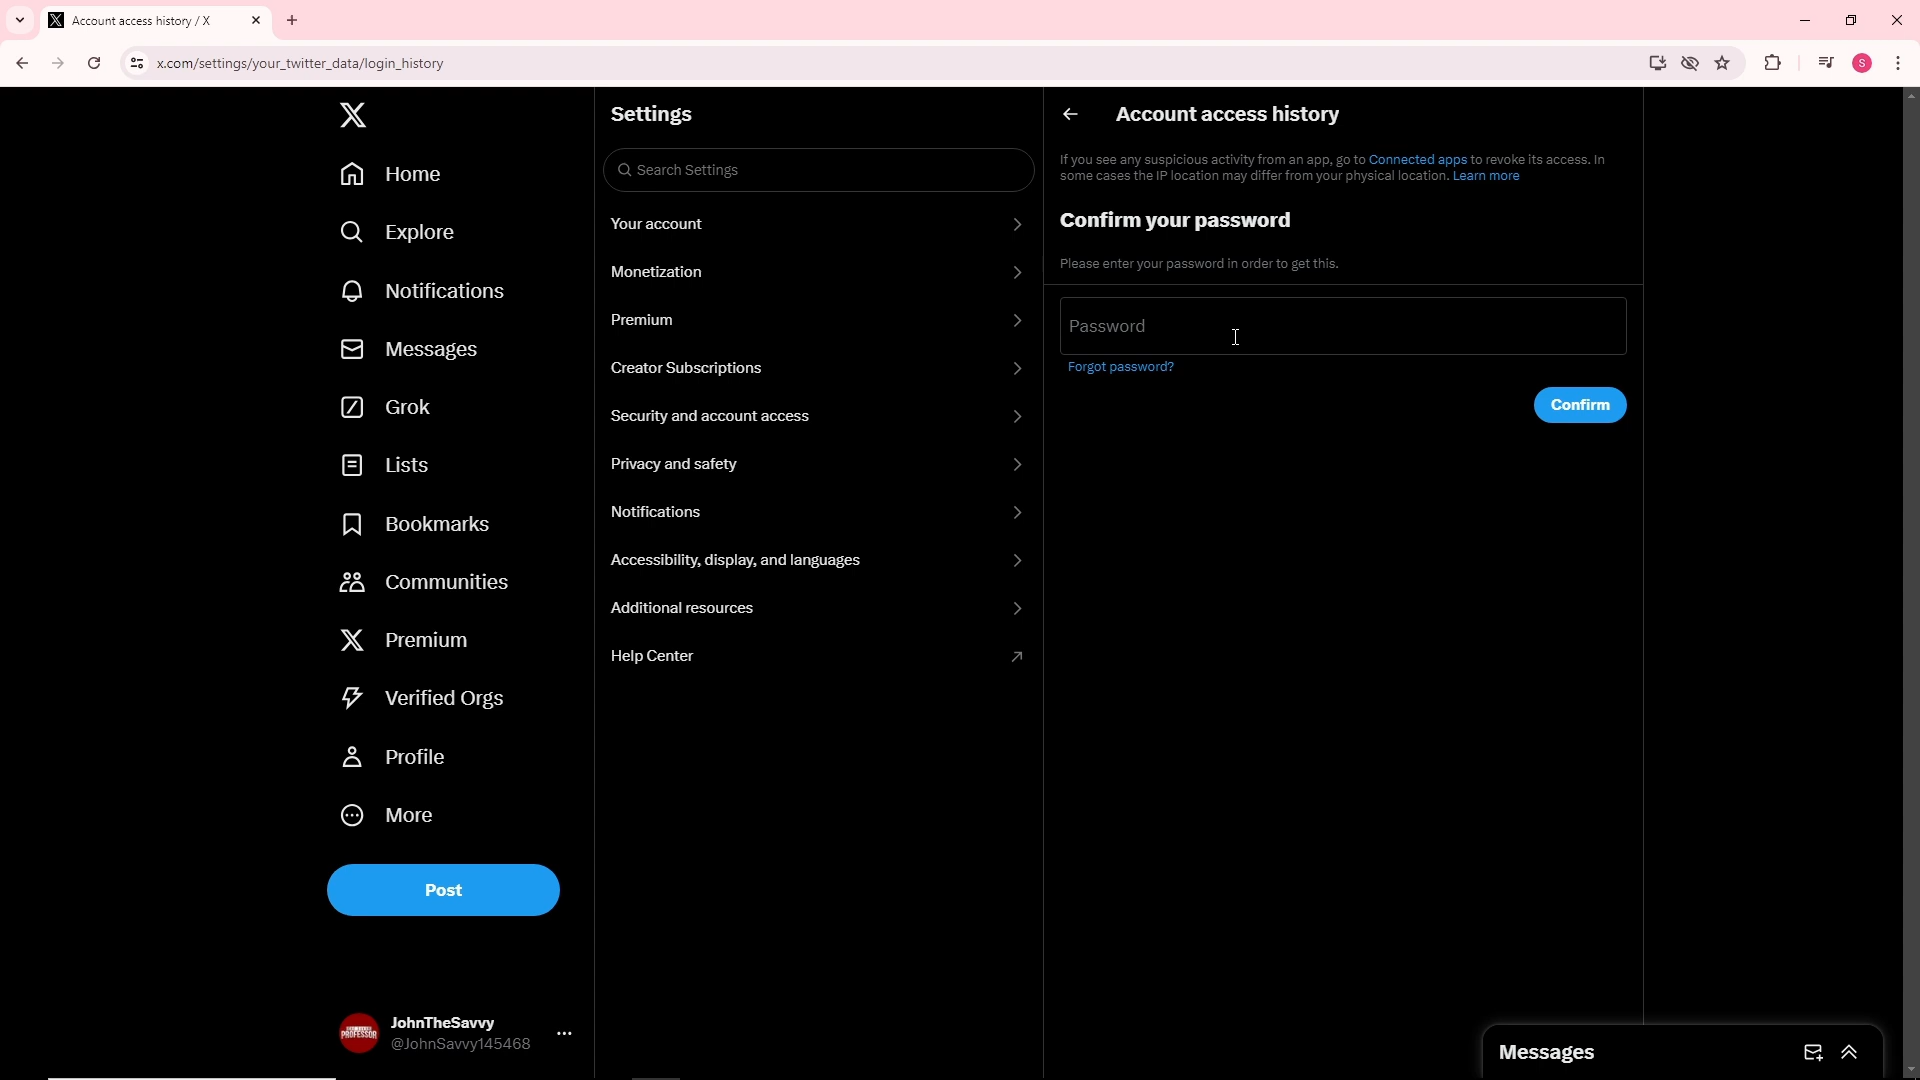 Account access history / X
x.com/settings/your_twitter_data/login_history
S
Home
Explore
Notifications
Messages
Grok
Lists
Bookmarks
Communities
Premium
Verified Orgs
Profile
More
Post
PROFESSOR
JohnTheSavvy
@JohnSavvy145468
Settings
Search Settings
Your account
Monetization
Premium
Creator Subscriptions
Security and account access
Privacy and safety
Notifications
Accessibility, display, and languages
Additional resources
Help Center
Account access history
If you see any suspicious activity from an app, go to Connected apps to revoke its access. In
some cases the IP location may differ from your physical location. Learn more
Confirm your password
Please enter your password in order to get this.
Password
Forgot password?
Confirm
Messages